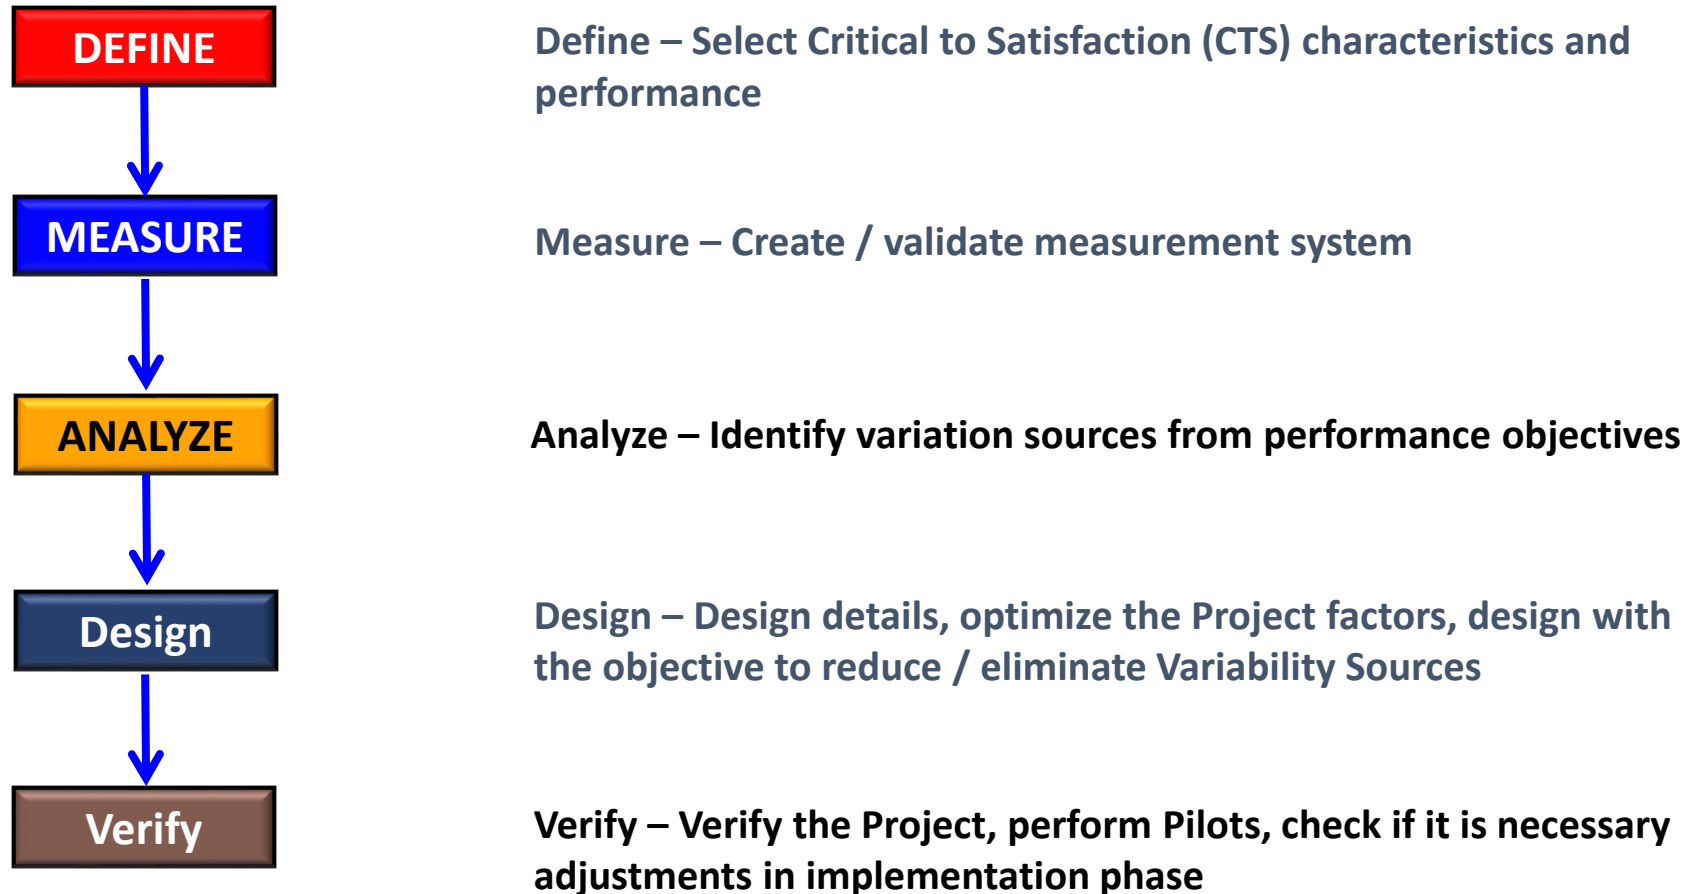 DEFINE
Define – Select Critical to Satisfaction (CTS) characteristics and
performance
MEASURE
Measure – Create / validate measurement system
ANALYZE
Analyze – Identify variation sources from performance objectives
Design
Design – Design details, optimize the Project factors, design with
the objective to reduce / eliminate Variability Sources
Verify
Verify – Verify the Project, perform Pilots, check if it is necessary
adjustments in implementation phase